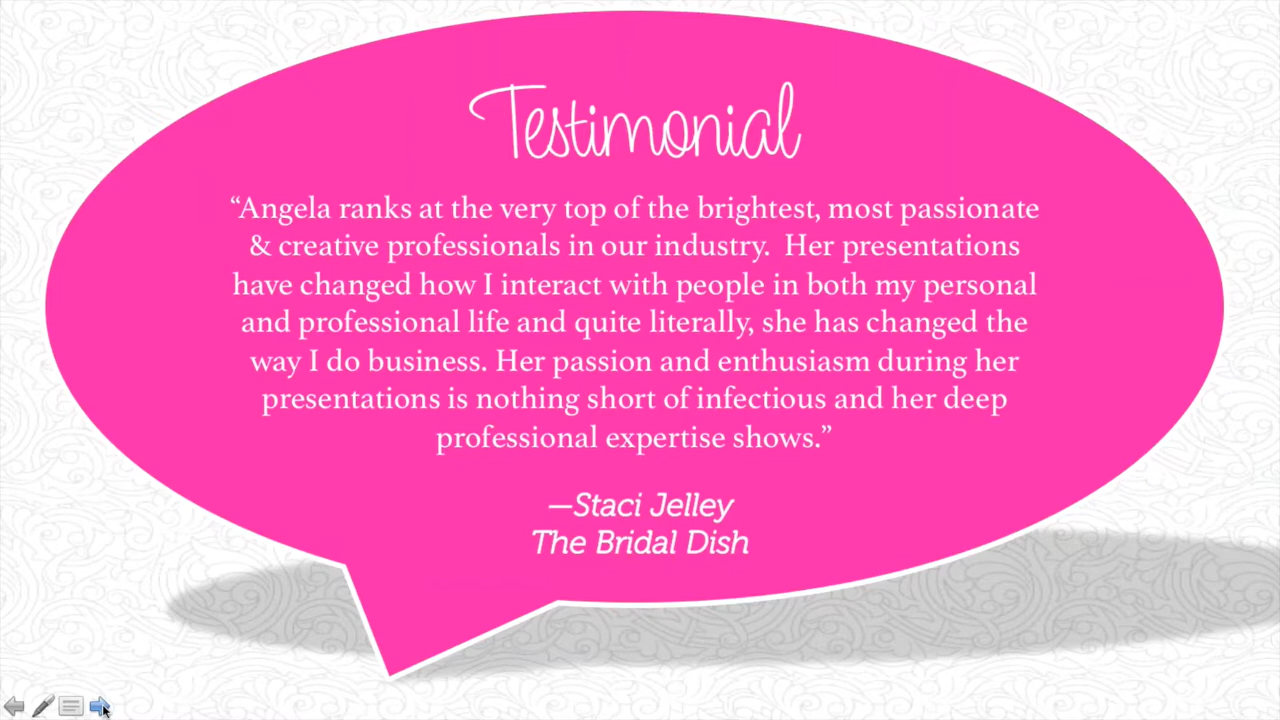 Testimonial
“Angela ranks at the very top of the brightest, most passionate
& creative professionals in our industry.  Her presentations
have changed how I interact with people in both my personal
and professional life and quite literally, she has changed the
way I do business. Her passion and enthusiasm during her
presentations is nothing short of infectious and her deep
professional expertise shows.”
—Staci Jelley
The Bridal Dish